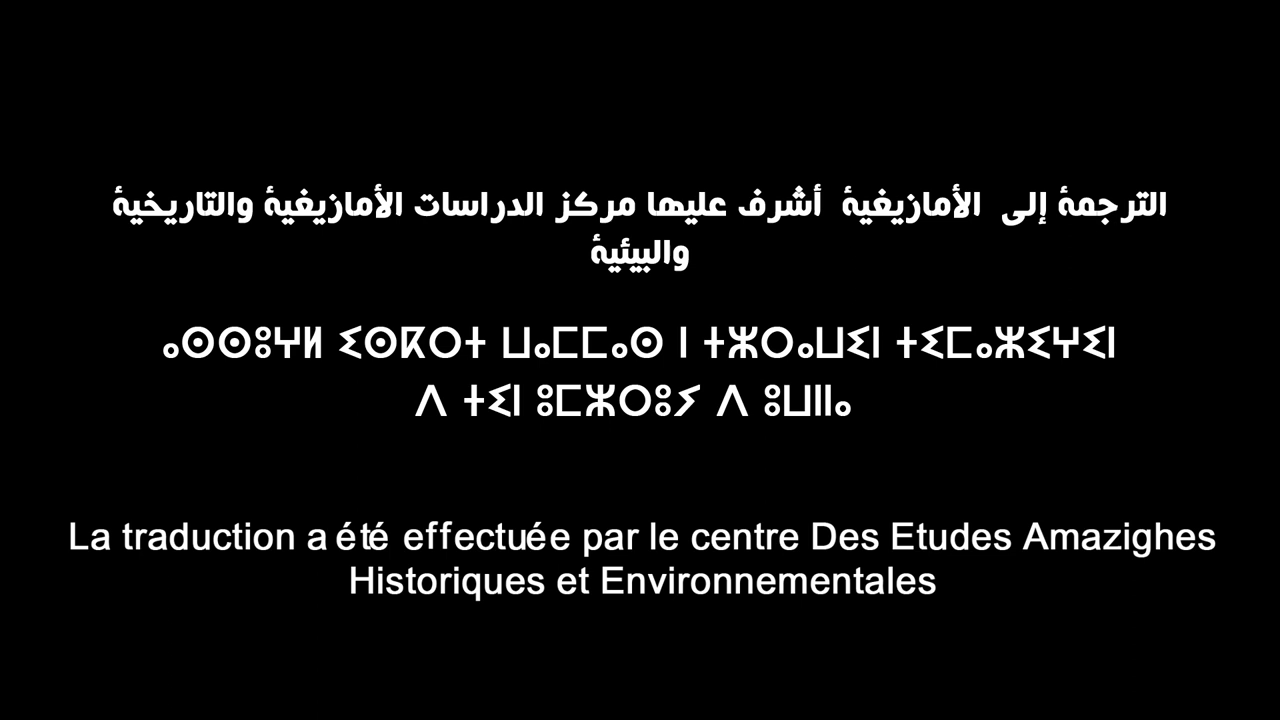 الترجمة إلى الأمازيغية أشرف عليها مركز الدراسات الأمازيغية والتاريخية
والبيئية
ⴰⵙⵙⵓⵖⵍ ⵉⵙⴽⵔⵜ ⵡⴰⵎⵎⴰⵙ ⵏ ⵜⵣⵔⴰⵡⵉⵏ ⵜⵉⵎⴰⵣⵉⵖⵉⵏ
ⴷ ⵜⵉⵏ ⵓⵎⵣⵔⵓⵢ ⴷ ⵓⵡⵏⵏⴰ
La traduction a été effectuée par le centre Des Etudes Amazighes
Historiques et Environnementales